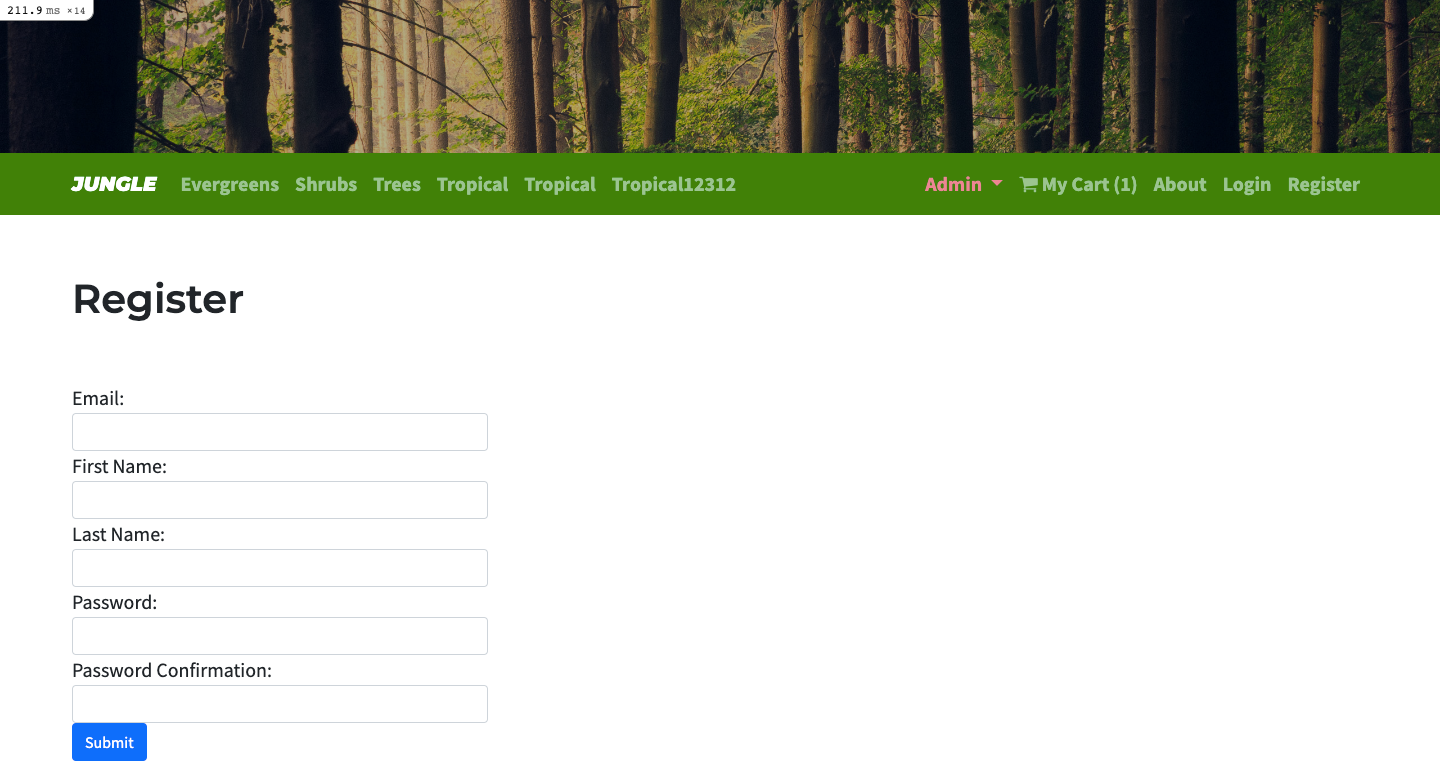 211.9 ms ×14
JUNGLE Evergreens Shrubs Trees Tropical Tropical Tropical12312 Admin My Cart (1) About Login Register
Register
Email:
First Name:
Last Name:
Password:
Password Confirmation:
Submit